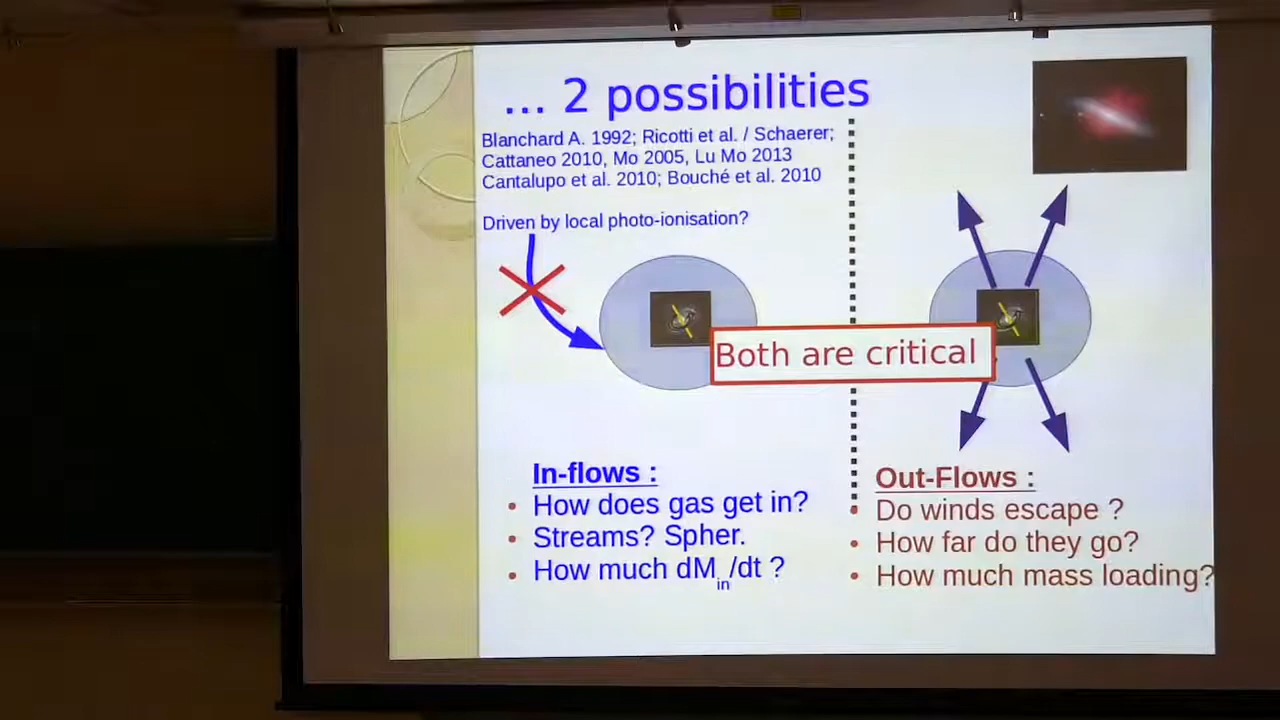 ... 2 possibilities
Blanchard A. 1992; Ricotti et al. / Schaerer;
Cattaneo 2010, Mo 2005, Lu Mo 2013
Cantalupo et al. 2010; Bouché et al. 2010
Driven by local photo-ionisation?
Both are critical
In-flows :
• How does gas get in?
• Streams? Spher.
• How much dMin/dt ?
Out-Flows :
• Do winds escape ?
• How far do they go?
• How much mass loading?